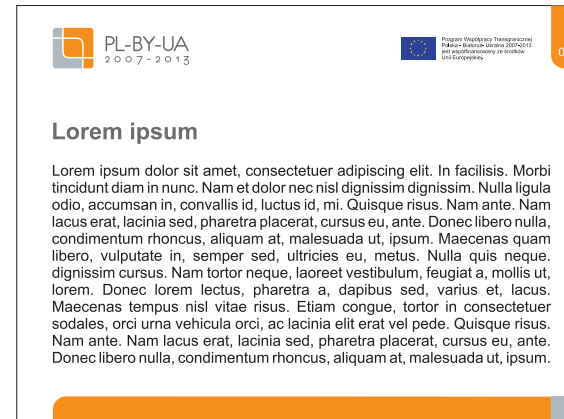 PL-BY-UA
2007-2013
Program Współpracy Transgranicznej
Polska - Białoruś- Ukraina 2007-2013
jest współfinansowany ze środków
Unii Europejskiej.
0
Lorem ipsum
Lorem ipsum dolor sit amet, consectetuer adipiscing elit. In facilisis. Morbi
tincidunt diam in nunc. Nam et dolor nec nisl dignissim dignissim. Nulla ligula
odio, accumsan in, convallis id, luctus id, mi. Quisque risus. Nam ante. Nam
lacus erat, lacinia sed, pharetra placerat, cursus eu, ante. Donec libero nulla,
condimentum rhoncus, aliquam at, malesuada ut, ipsum. Maecenas quam
libero, vulputate in, semper sed, ultricies eu, metus. Nulla quis neque.
dignissim cursus. Nam tortor neque, laoreet vestibulum, feugiat a, mollis ut,
lorem. Donec lorem lectus, pharetra a, dapibus sed, varius et, lacus.
Maecenas tempus nisl vitae risus. Etiam congue, tortor in consectetuer
sodales, orci urna vehicula orci, ac lacinia elit erat vel pede. Quisque risus.
Nam ante. Nam lacus erat, lacinia sed, pharetra placerat, cursus eu, ante.
Donec libero nulla, condimentum rhoncus, aliquam at, malesuada ut, ipsum.